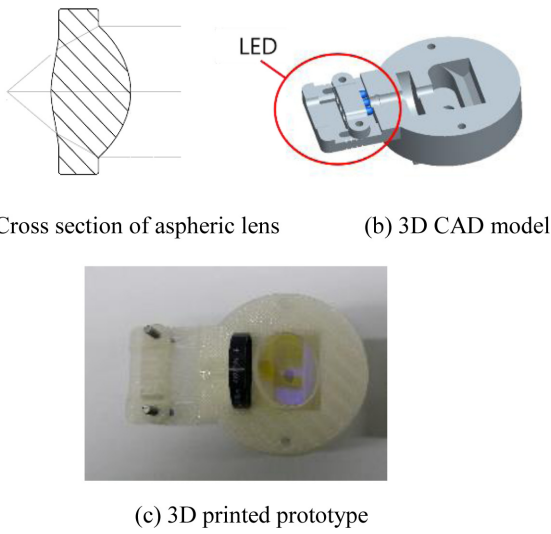 LED
Cross section of aspheric lens
(b) 3D CAD model
(c) 3D printed prototype